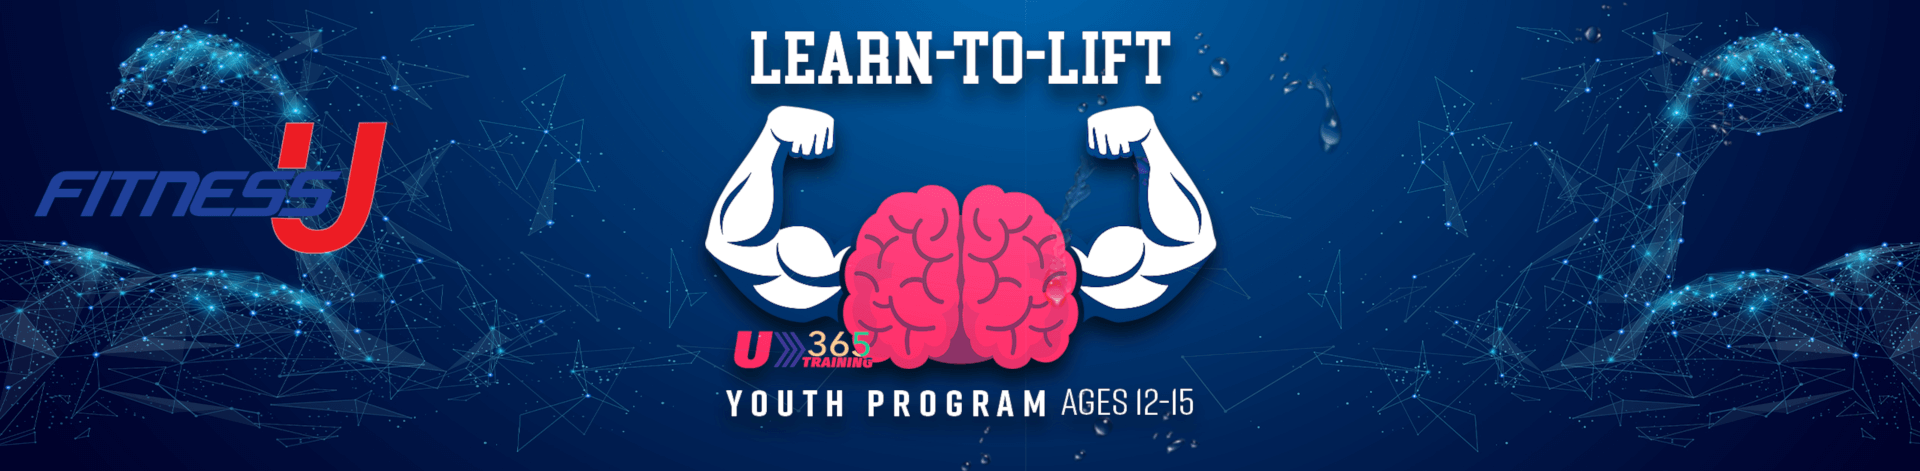 LEARN-TO-LIFT
FITNESS U
U 365
TRAINING
YOUTH PROGRAM AGES 12-15